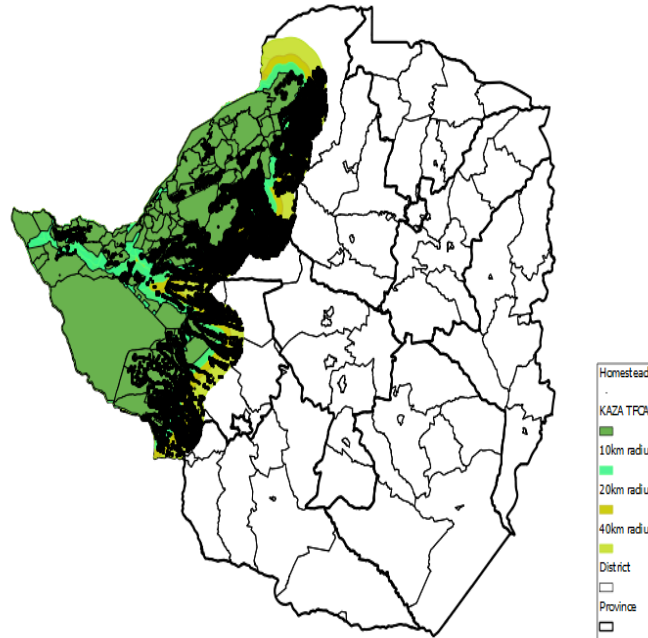 Homestead
KAZA TFCA
10km radiu
20km radiu
40km radiu
District
Province